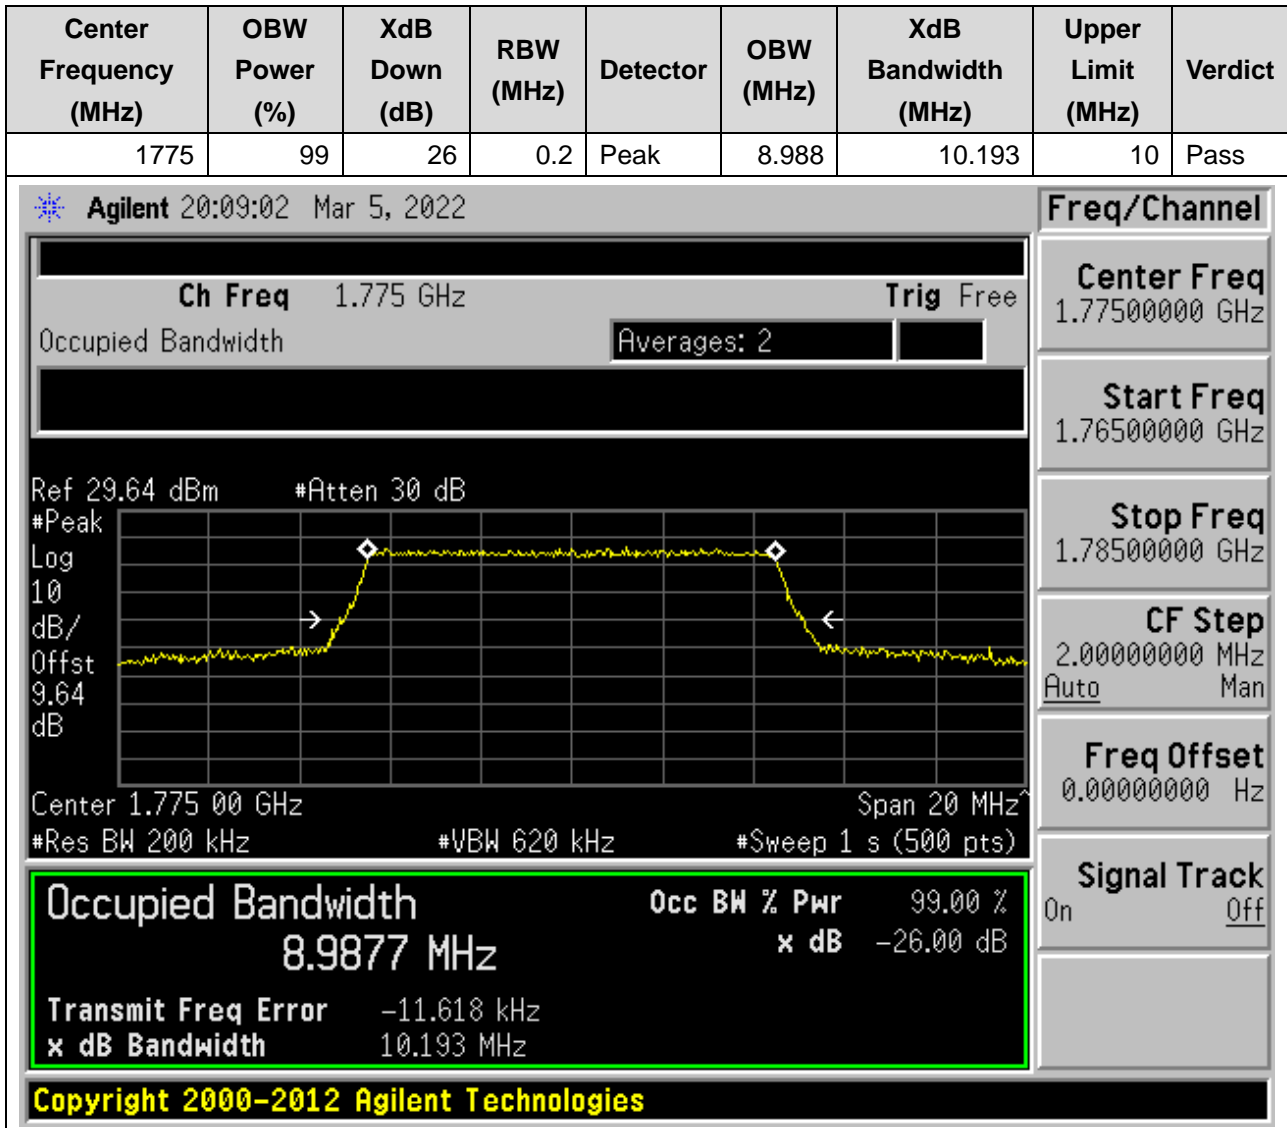 Center Frequency (MHz) OBW Power (%) XdB Down (dB) RBW (MHz) Detector OBW (MHz) XdB Bandwidth (MHz) Upper Limit (MHz) Verdict
1775 99 26 0.2 Peak 8.988 10.193 10 Pass
Agilent 20:09:02 Mar 5, 2022
Freq/Channel
Ch Freq 1.775 GHz Trig Free
Occupied Bandwidth Averages: 2
Center Freq
1.77500000 GHz
Start Freq
1.76500000 GHz
Stop Freq
1.78500000 GHz
CF Step
2.00000000 MHz
Auto Man
Freq Offset
0.00000000 Hz
Signal Track
On Off
Ref 29.64 dBm #Atten 30 dB
#Peak
Log
10
dB/
Offst
9.64
dB
Center 1.775 00 GHz Span 20 MHz^
#Res BW 200 kHz #VBW 620 kHz #Sweep 1 s (500 pts)
Occupied Bandwidth
8.9877 MHz
Occ BW % Pwr 99.00 %
x dB -26.00 dB
Transmit Freq Error -11.618 kHz
x dB Bandwidth 10.193 MHz
Copyright 2000-2012 Agilent Technologies